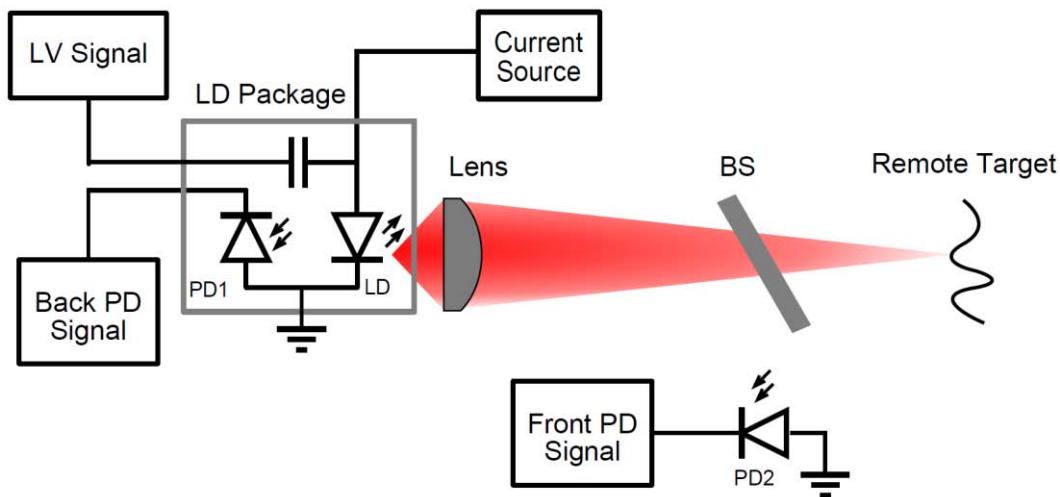 LV Signal
Current
Source
LD Package
Lens
BS
Remote Target
PD1
LD
Back PD
Signal
Front PD
Signal
PD2